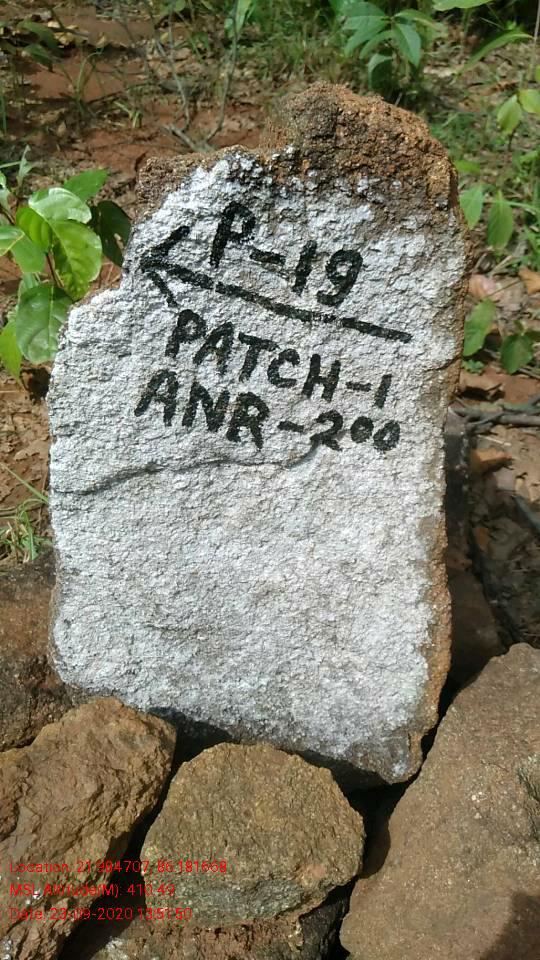 P-19
PATCH-1
ANR-200
Location: 21.984707, 86.181668
MSL Altitude(M): 410.49
Date: 23-09-2020 13:51:50